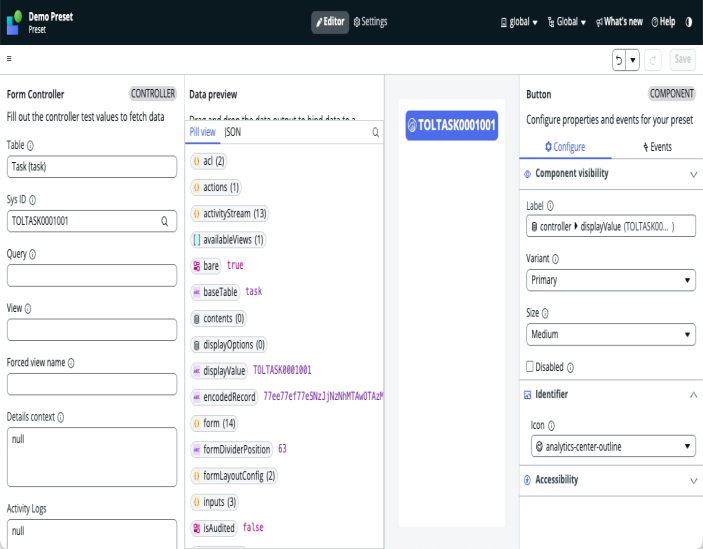 Demo Preset
Preset
Editor
Settings
global
Global
What's new
Help
Save
Form Controller
CONTROLLER
Fill out the controller test values to fetch data
Table
Task (task)
Sys ID
TOLTASK0001001
Query
View
Forced view name
Details context
null
Activity Logs
null
Data preview
Drag and drop the data output to bind data to a
Pill view
JSON
{} acl (2)
{} actions (1)
{} activityStream (13)
[] availableViews (1)
bare true
ABC baseTable task
contents (0)
displayOptions (0)
ABC displayValue TOLTASK0001001
ABC encodedRecord
{} form (14)
ABC formDividerPosition 63
{} formLayoutConfig (2)
{} inputs (3)
isAudited false
TOLTASK0001001
Button
COMPONENT
Configure properties and events for your preset
Configure
Events
Component visibility
Label
controller ▸ displayValue (TOLTASK00... )
Variant
Primary
Size
Medium
Disabled
Identifier
Icon
analytics-center-outline
Accessibility